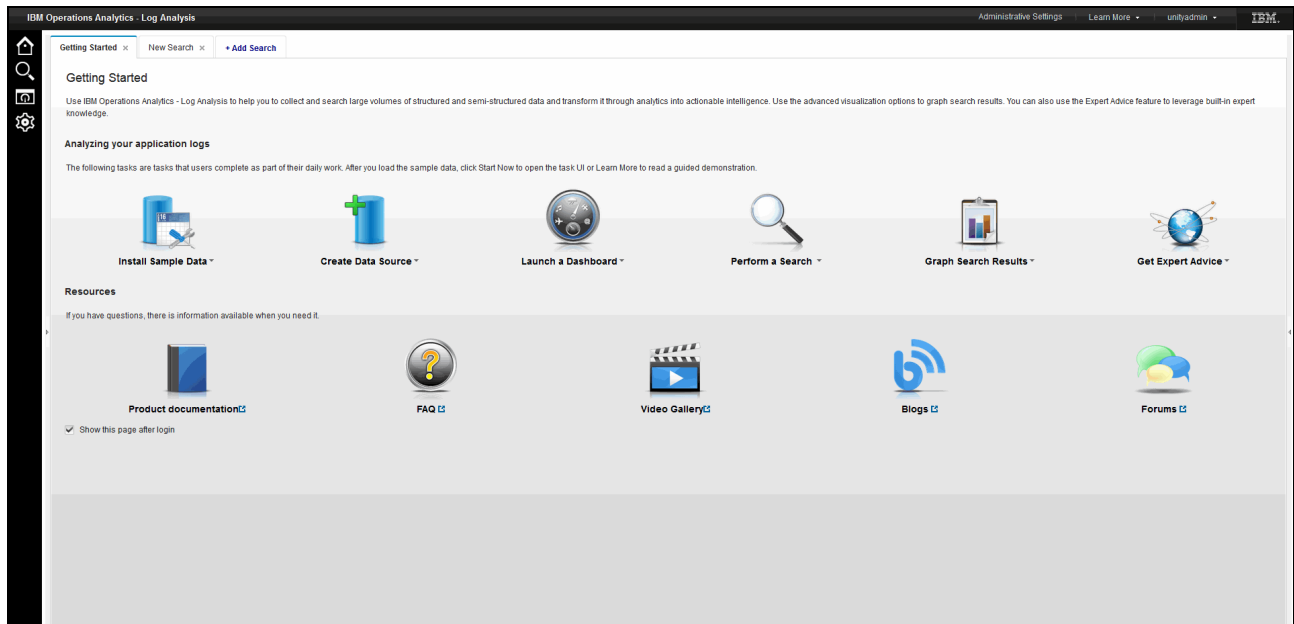 IBM Operations Analytics - Log Analysis Administrative Settings Learn More unityadmin IBM.
Getting Started × New Search × + Add Search
Getting Started
Use IBM Operations Analytics - Log Analysis to help you to collect and search large volumes of structured and semi-structured data and transform it through analytics into actionable intelligence. Use the advanced visualization options to graph search results. You can also use the Expert Advice feature to leverage built-in expert
knowledge.
Analyzing your application logs
The following tasks are tasks that users complete as part of their daily work. After you load the sample data, click Start Now to open the task UI or Learn More to read a guided demonstration.
16
Install Sample Data Create Data Source Launch a Dashboard Perform a Search Graph Search Results Get Expert Advice
Resources
If you have questions, there is information available when you need it.
?
Product documentation FAQ Video Gallery Blogs Forums
Show this page after login